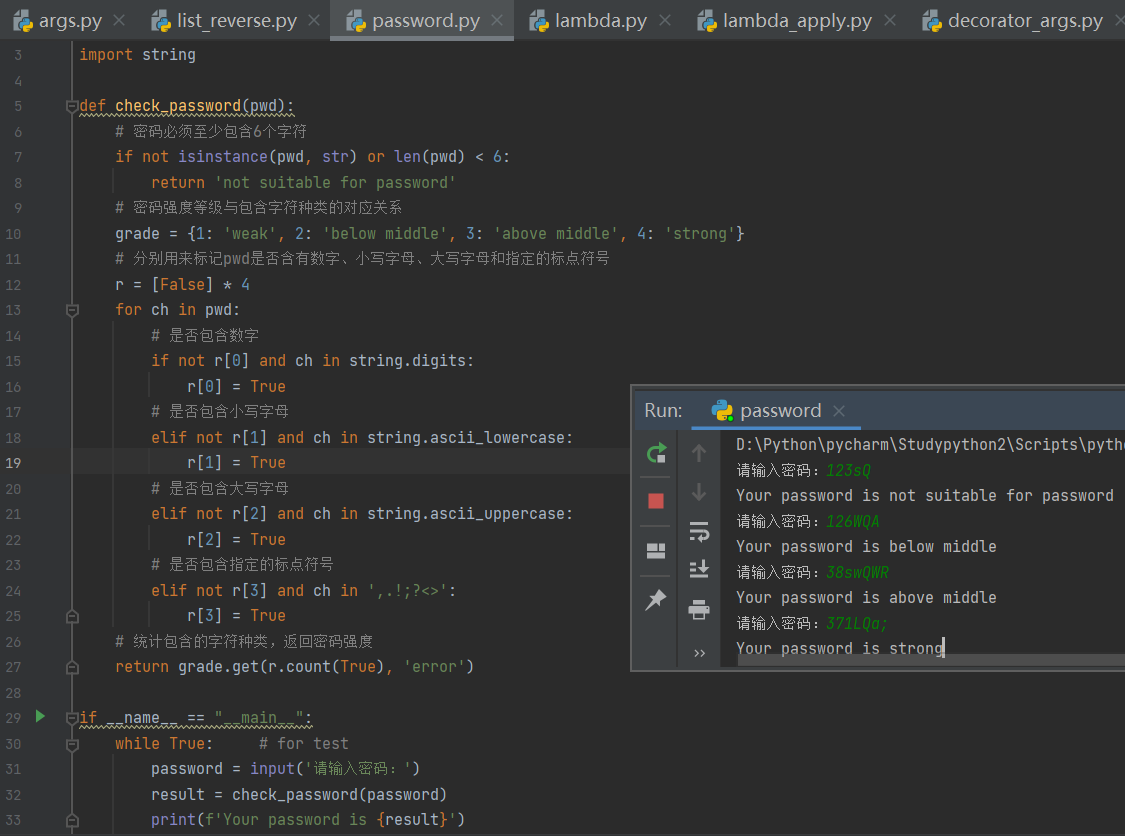 args.py list_reverse.py password.py lambda.py lambda_apply.py decorator_args.py
3 import string
4
5 def check_password(pwd):
6 # 密码必须至少包含6个字符
7 if not isinstance(pwd, str) or len(pwd) < 6:
8 return 'not suitable for password'
9 # 密码强度等级与包含字符种类的对应关系
10 grade = {1: 'weak', 2: 'below middle', 3: 'above middle', 4: 'strong'}
11 # 分别用来标记pwd是否含有数字、小写字母、大写字母和指定的标点符号
12 r = [False] * 4
13 for ch in pwd:
14 # 是否包含数字
15 if not r[0] and ch in string.digits:
16 r[0] = True
17 # 是否包含小写字母
18 elif not r[1] and ch in string.ascii_lowercase:
19 r[1] = True
20 # 是否包含大写字母
21 elif not r[2] and ch in string.ascii_uppercase:
22 r[2] = True
23 # 是否包含指定的标点符号
24 elif not r[3] and ch in ',.!;?<>':
25 r[3] = True
26 # 统计包含的字符种类，返回密码强度
27 return grade.get(r.count(True), 'error')
28
29 if __name__ == "__main__":
30 while True: # for test
31 password = input('请输入密码：')
32 result = check_password(password)
33 print(f'Your password is {result}')
Run: password
D:\Python\pycharm\Studypython2\Scripts\pytho
请输入密码：123sQ
Your password is not suitable for password
请输入密码：126WQA
Your password is below middle
请输入密码：38swQWR
Your password is above middle
请输入密码：371LQa;
Your password is strong